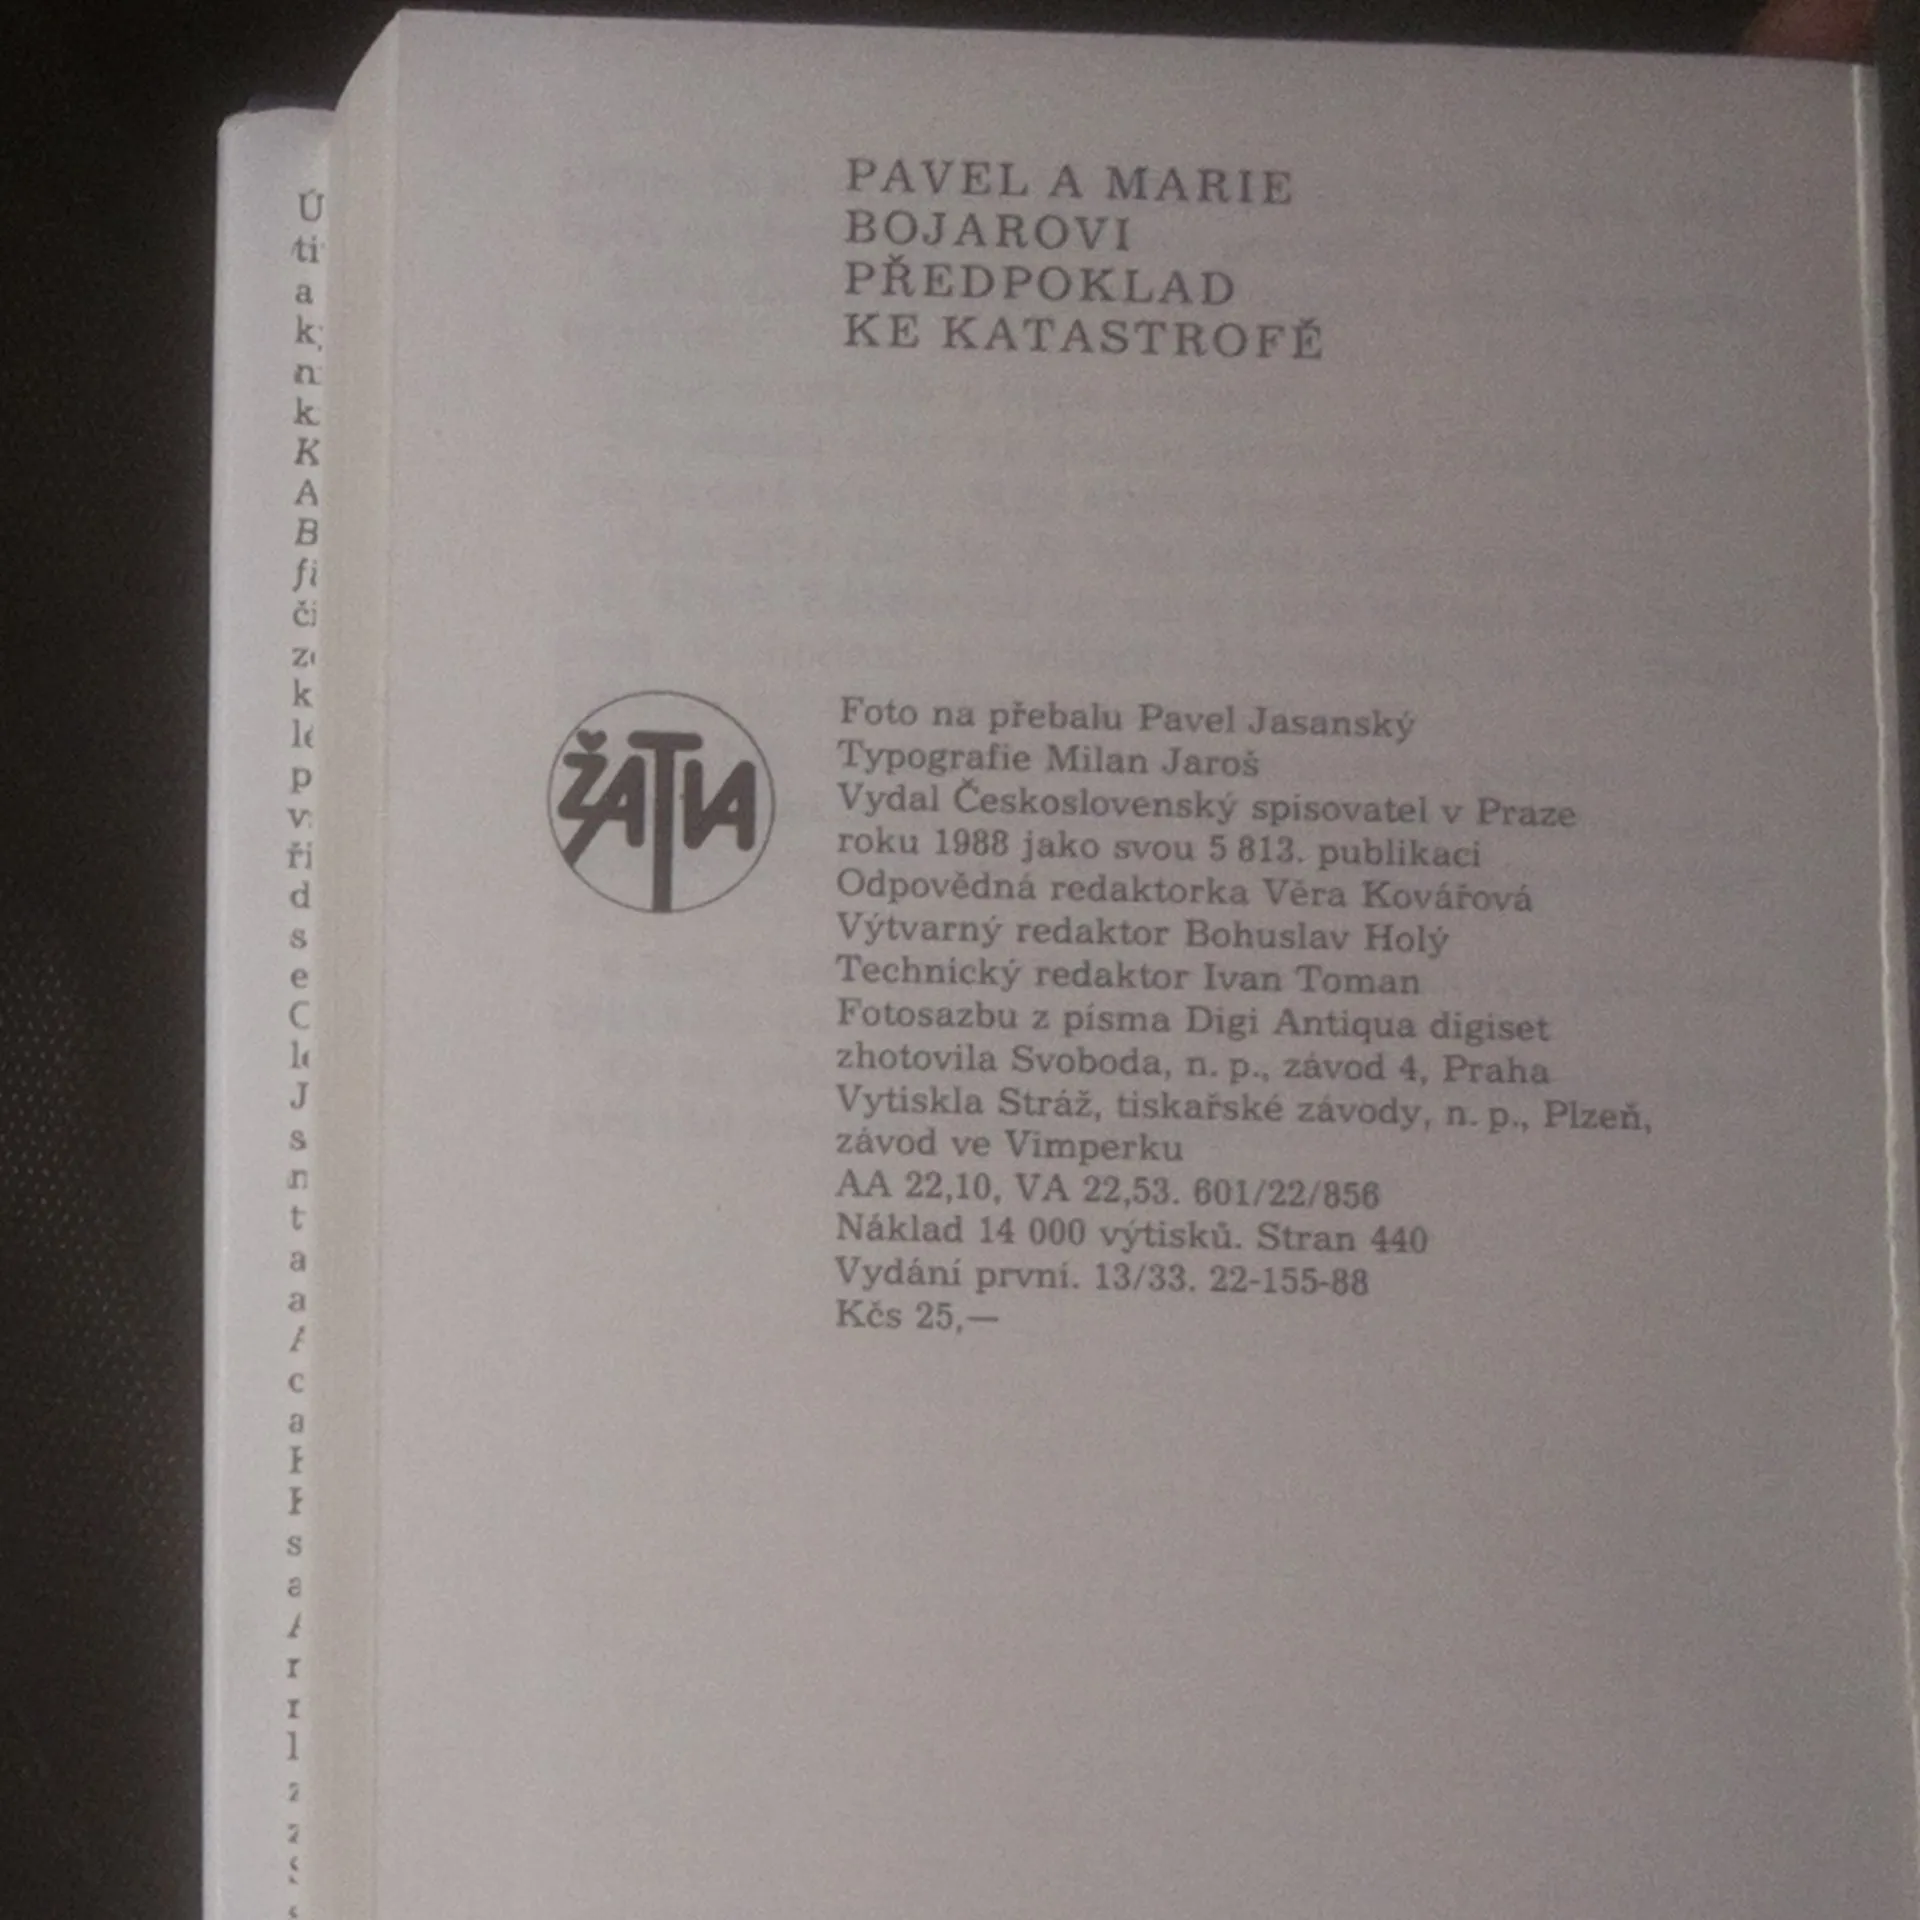 PAVEL A MARIE
BOJAROVI
PŘEDPOKLAD
KE KATASTROFĚ
ŽATVA
Foto na přebalu Pavel Jasanský
Typografie Milan Jaroš
Vydal Československý spisovatel v Praze
roku 1988 jako svou 5 813. publikaci
Odpovědná redaktorka Věra Kovářová
Výtvarný redaktor Bohuslav Holý
Technický redaktor Ivan Toman
Fotosazbu z písma Digi Antiqua digiset
zhotovila Svoboda, n. p., závod 4, Praha
Vytiskla Stráž, tiskařské závody, n. p., Plzeň,
závod ve Vimperku
AA 22,10, VA 22,53. 601/22/856
Náklad 14 000 výtisků. Stran 440
Vydání první. 13/33. 22-155-88
Kčs 25,—